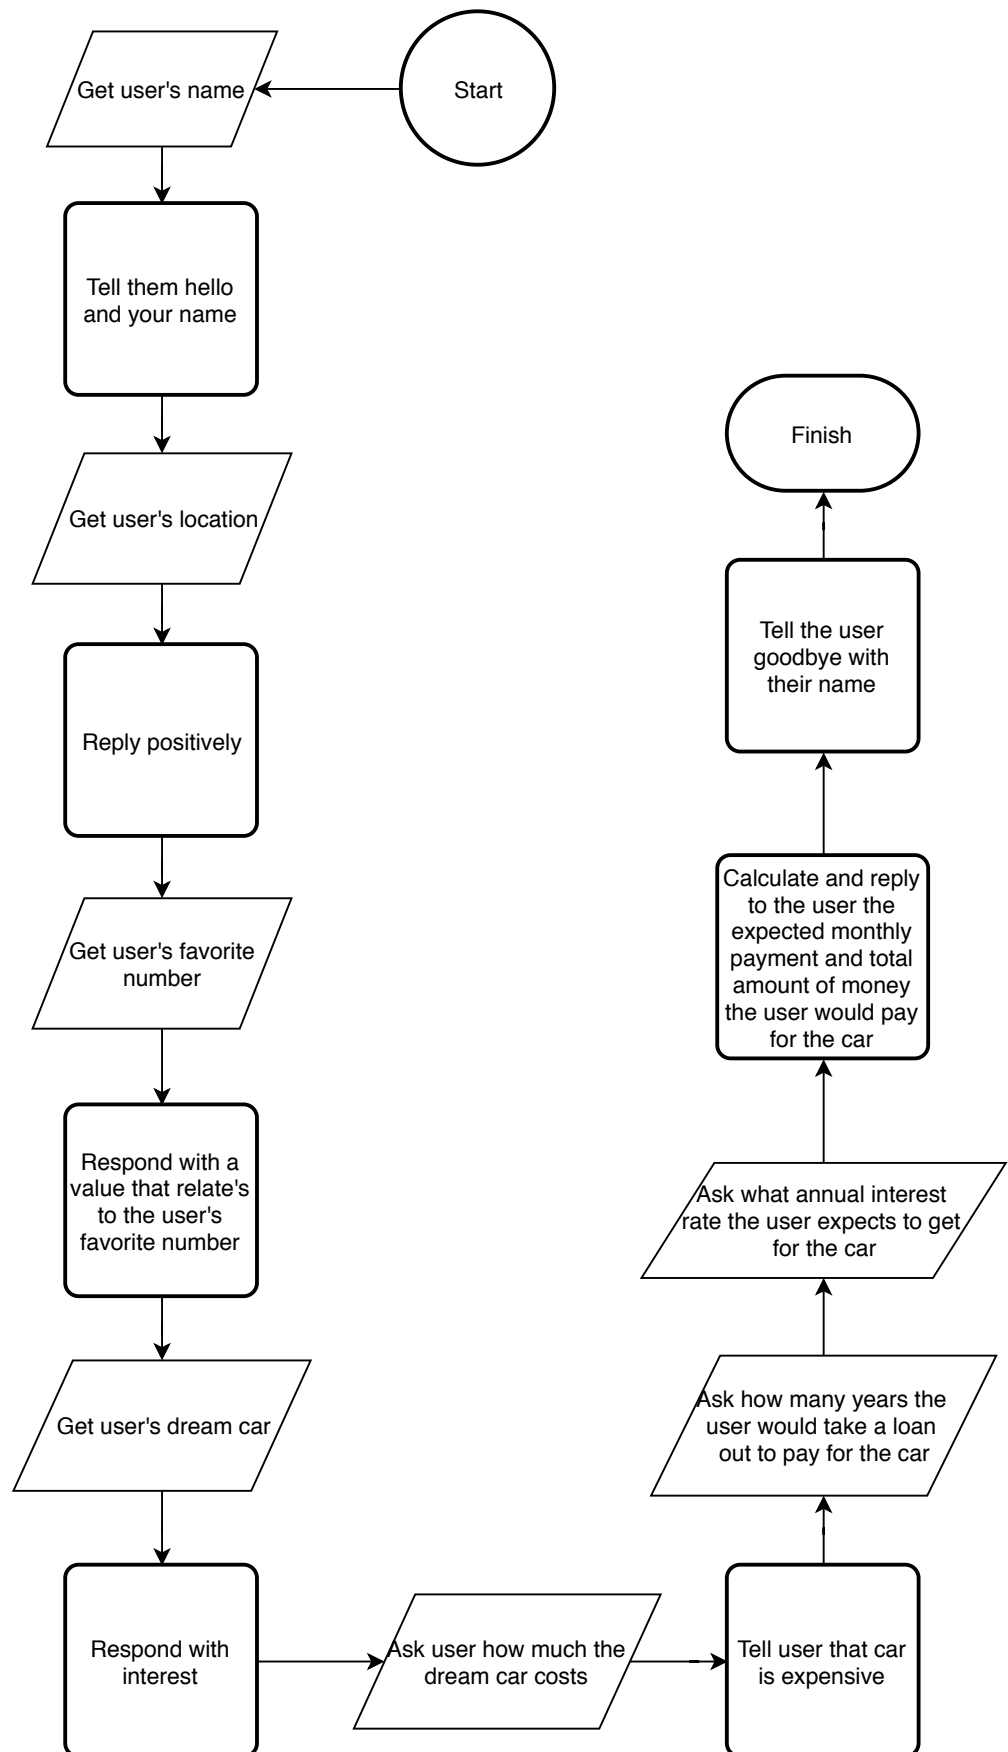 Start
Get user's name
Tell them hello
and your name
Get user's location
Reply positively
Get user's favorite
number
Respond with a
value that relate's
to the user's
favorite number
Get user's dream car
Respond with
interest
Ask user how much the
dream car costs
Tell user that car
is expensive
Ask how many years the
user would take a loan
out to pay for the car
Ask what annual interest
rate the user expects to get
for the car
Calculate and reply
to the user the
expected monthly
payment and total
amount of money
the user would pay
for the car
Tell the user
goodbye with
their name
Finish